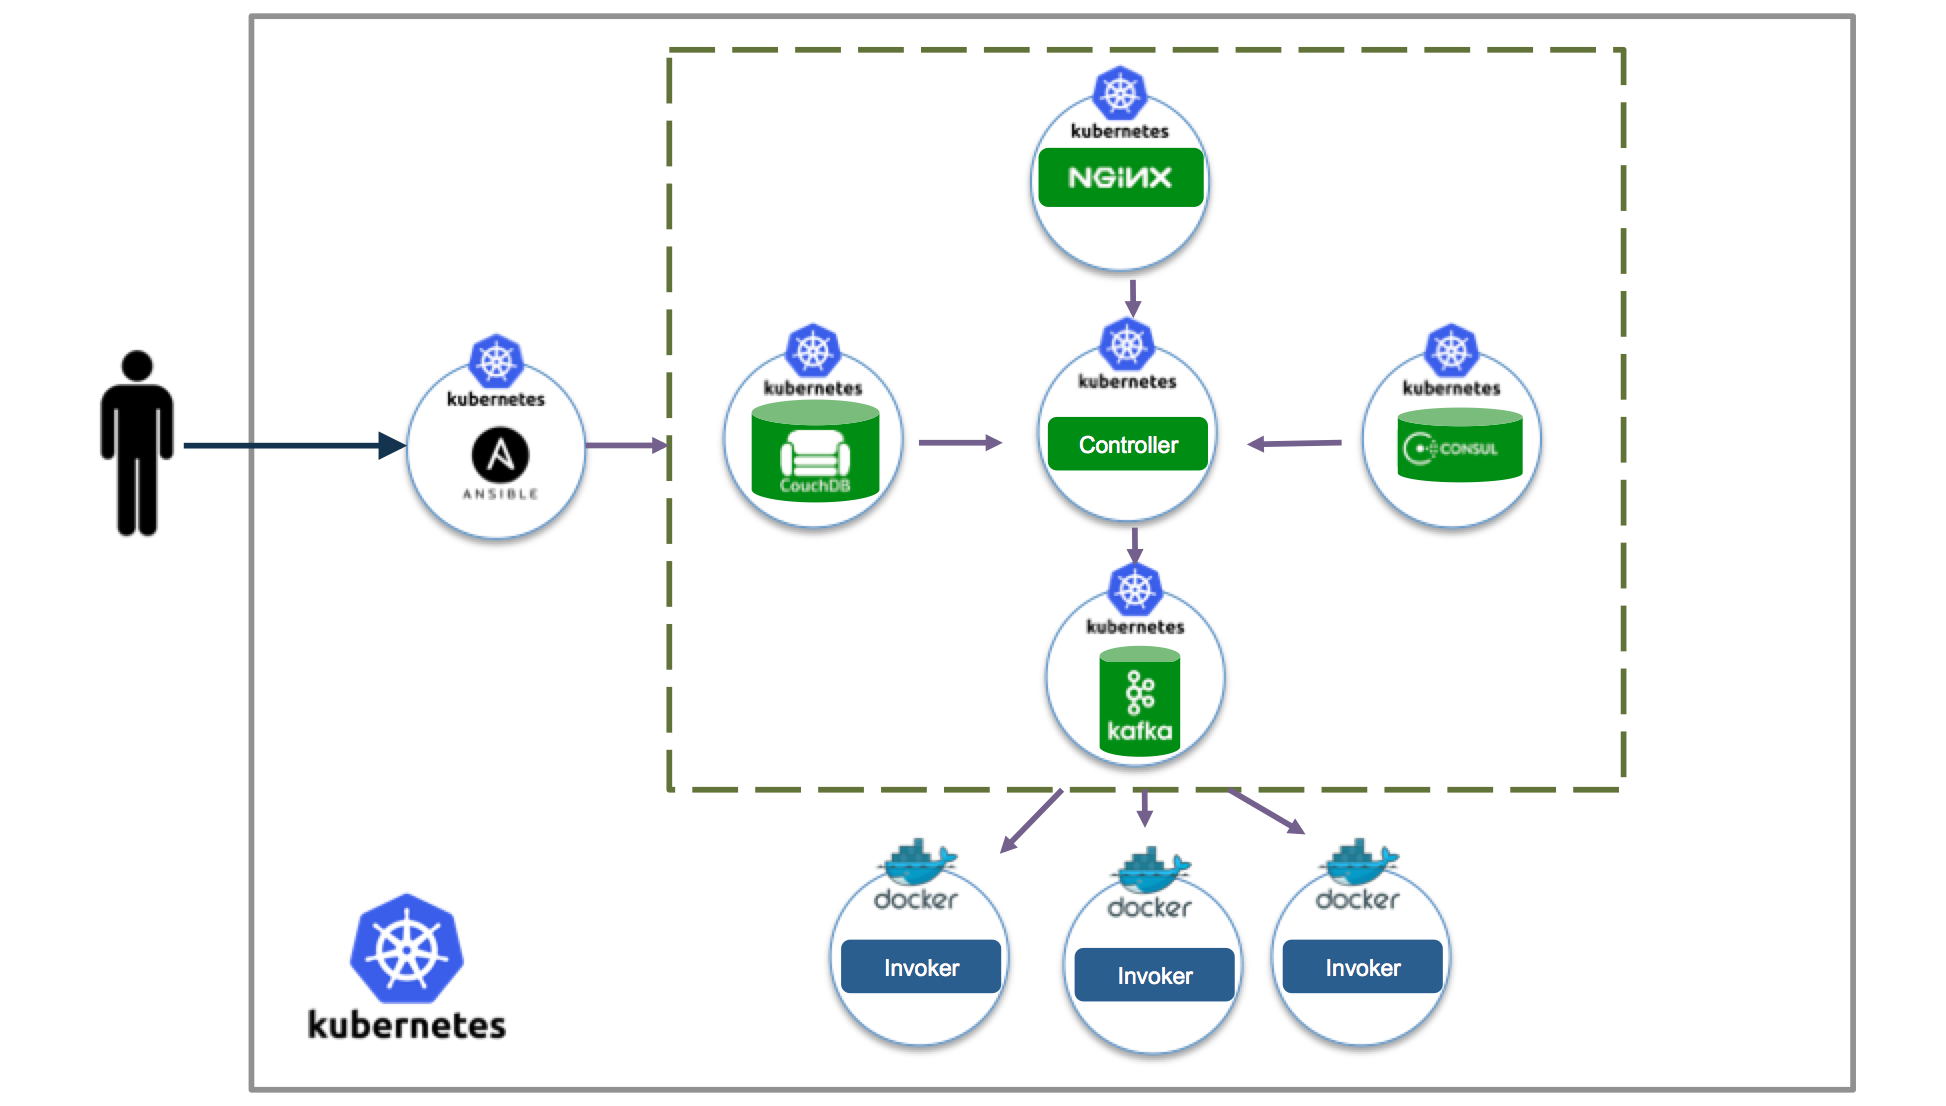 kubernetes
NGINX
kubernetes
ANSIBLE
kubernetes
CouchDB
kubernetes
Controller
kubernetes
CONSUL
kubernetes
kafka
docker
Invoker
docker
Invoker
docker
Invoker
kubernetes